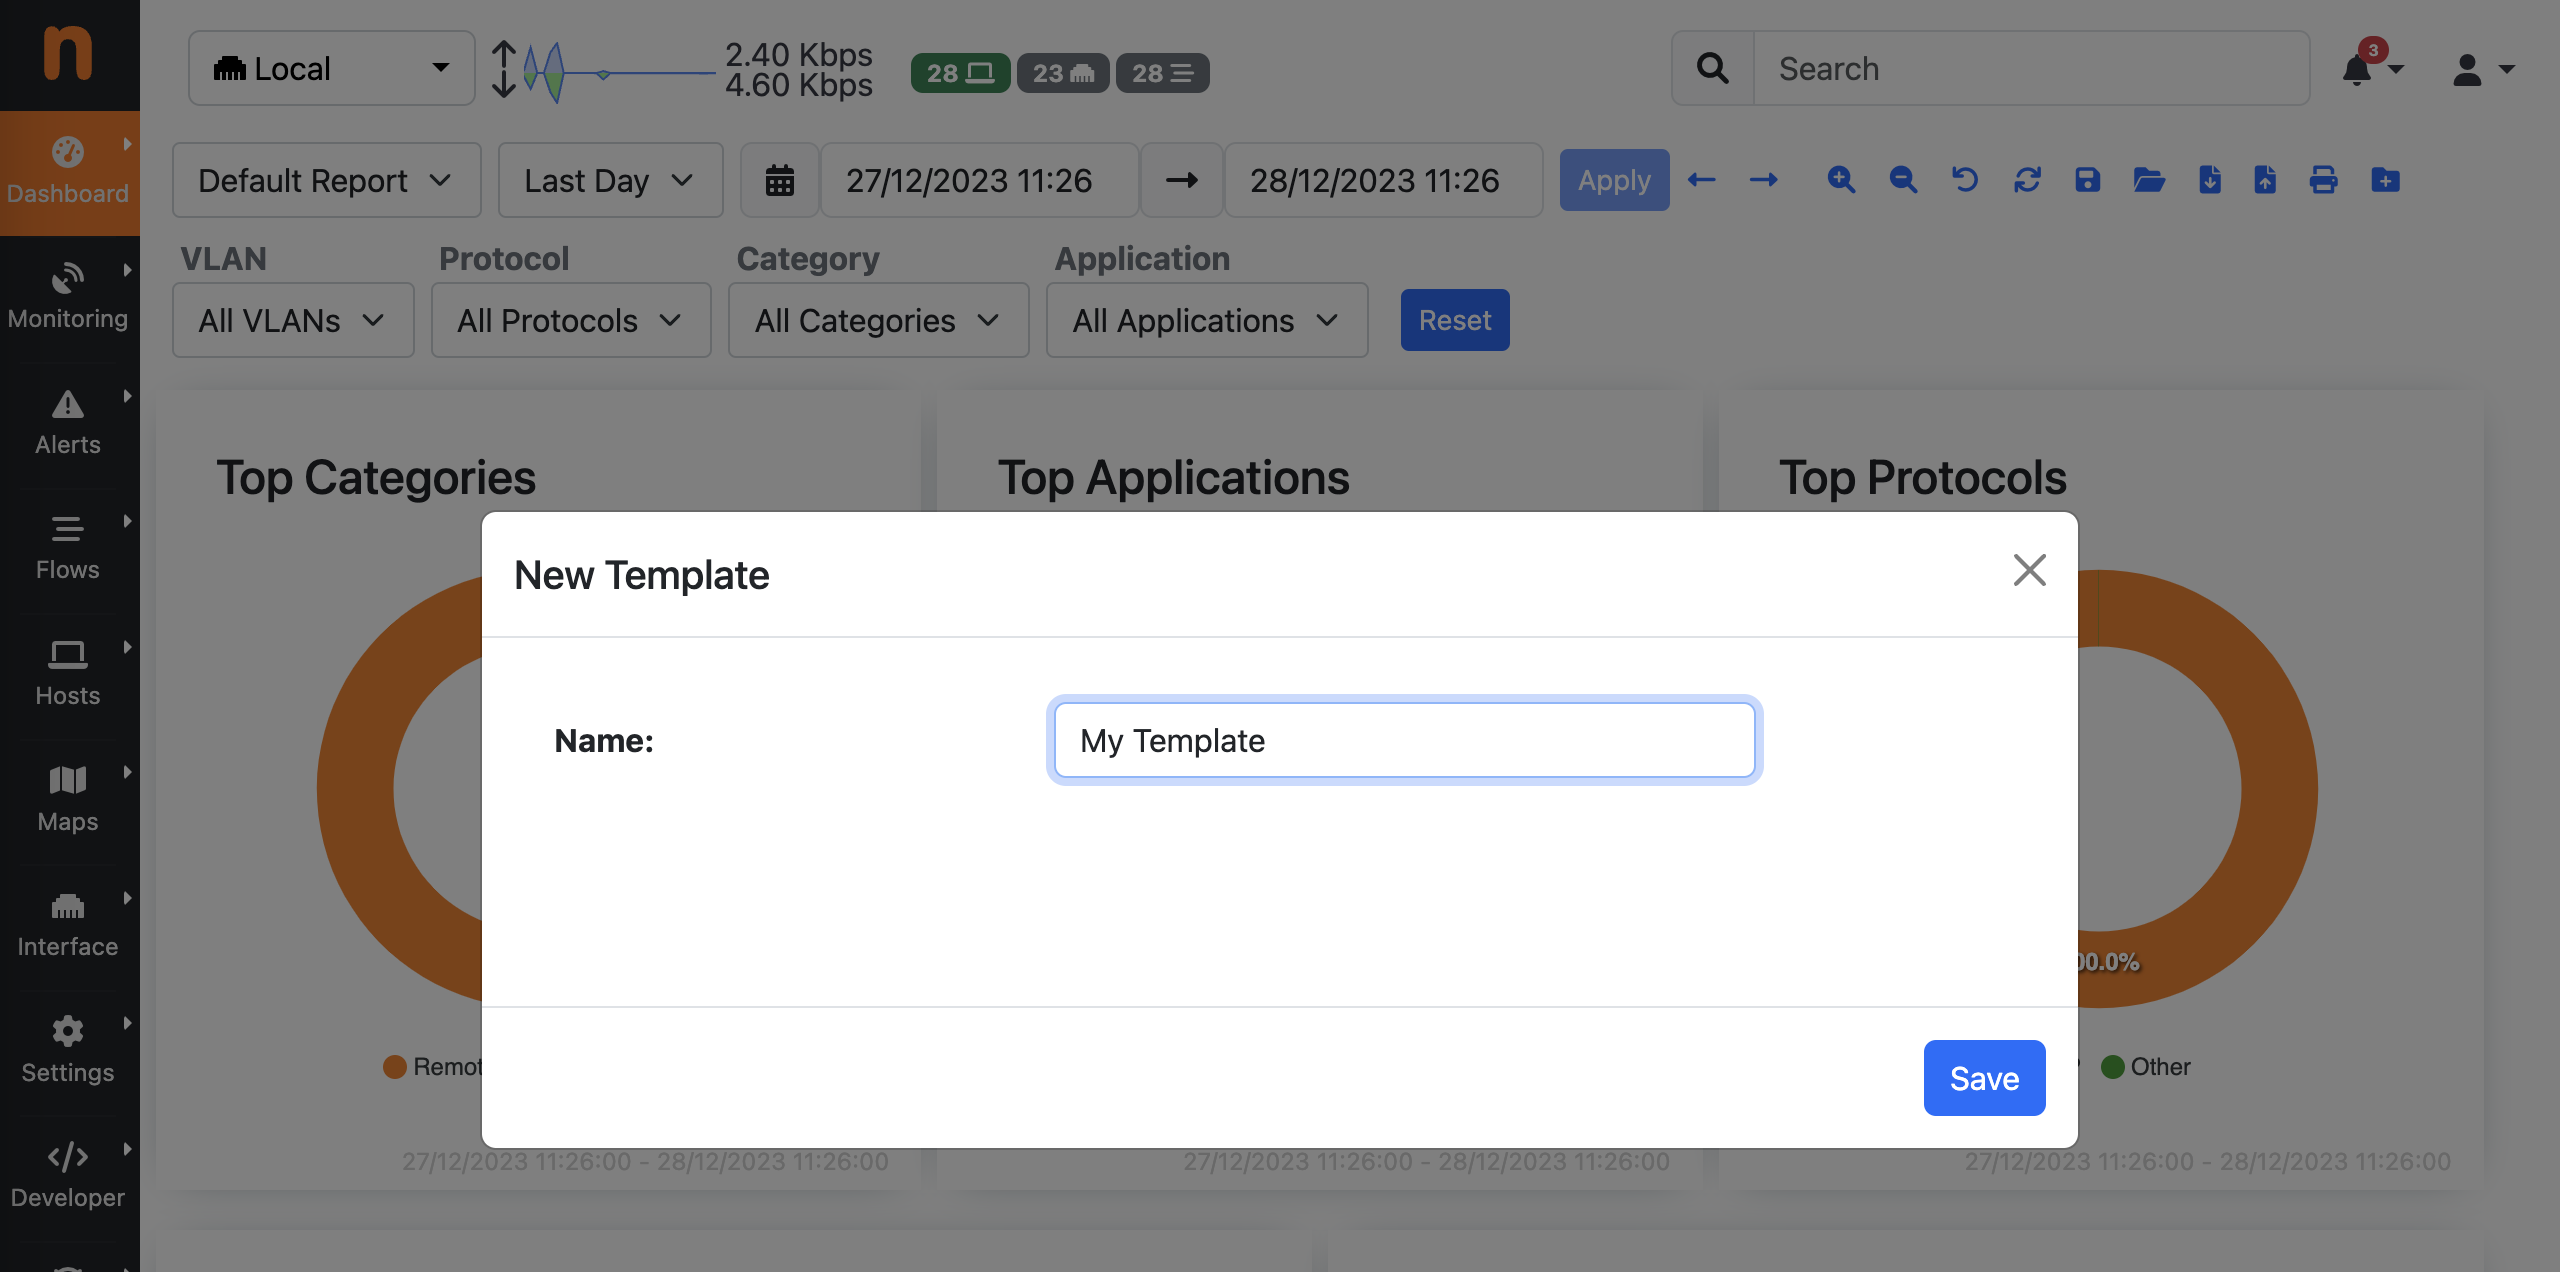 n
Local
2.40 Kbps
4.60 Kbps
28
23
28
Search
3
Dashboard
Default Report
Last Day
27/12/2023 11:26
28/12/2023 11:26
Apply
VLAN
Protocol
Category
Application
All VLANs
All Protocols
All Categories
All Applications
Reset
Monitoring
Alerts
Flows
Hosts
Maps
Interface
Settings
Developer
Top Categories
Top Applications
Top Protocols
New Template
Name:
My Template
Save
00.0%
Remot
Other
27/12/2023 11:26:00 - 28/12/2023 11:26:00
27/12/2023 11:26:00 - 28/12/2023 11:26:00
27/12/2023 11:26:00 - 28/12/2023 11:26:00